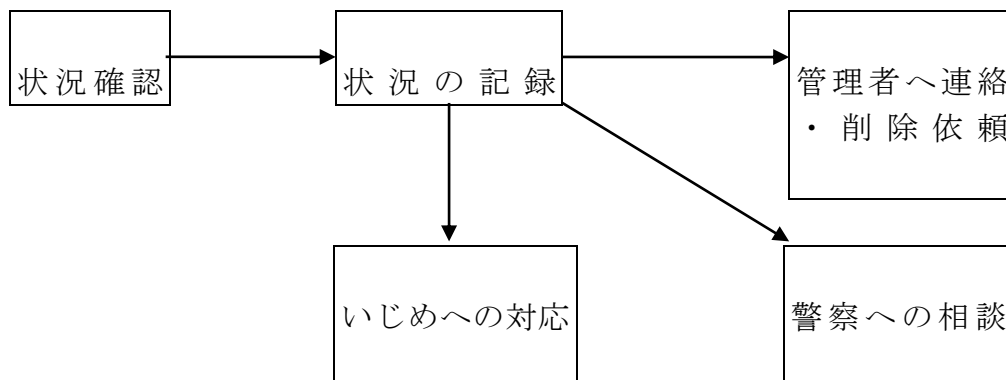 状況確認
状況の記録
管理者へ連絡
・削除依頼
いじめへの対応
警察への相談